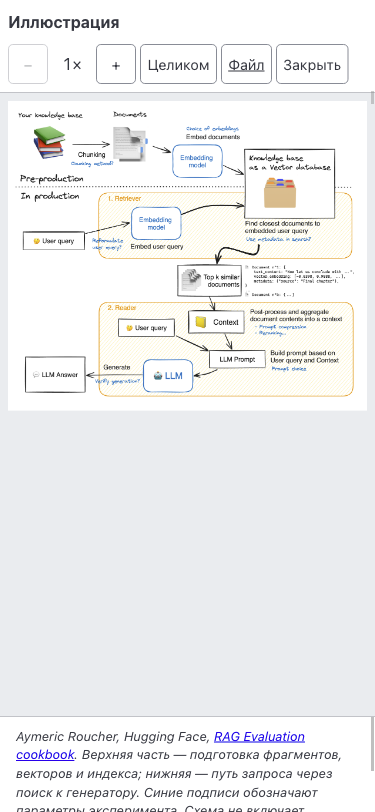 Иллюстрация
− 1× + Целиком Файл Закрыть
Your knowledge base
Documents
Choice of embeddings
Embed documents
Chunking
Chunking method?
Embedding
model
Knowledge base
as a Vector database
Pre-production
In production
1. Retriever
Embedding
model
User query
Reformulate
user query?
Embed user query
Find closest documents to
embedded user query
Use metadata in search?
Top k similar
documents
2. Reader
User query
Context
Post-process and aggregate
document contents into a context
- Prompt compression
- Reranking...
LLM Prompt
Build prompt based on
User query and Context
Prompt choice
Generate
Verify generation?
LLM
LLM Answer
Aymeric Roucher, Hugging Face, RAG Evaluation
cookbook. Верхняя часть — подготовка фрагментов,
векторов и индекса; нижняя — путь запроса через
поиск к генератору. Синие подписи обозначают
параметры эксперимента. Схема не включает